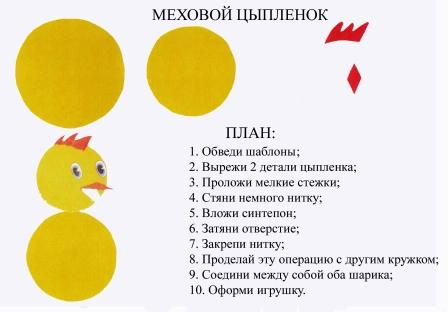 МЕХОВОЙ ЦЫПЛЕНОК
ПЛАН:
1. Обведи шаблоны;
2. Вырежи 2 детали цыпленка;
3. Проложи мелкие стежки;
4. Стяни немного нитку;
5. Вложи синтепон;
6. Затяни отверстие;
7. Закрепи нитку;
8. Проделай эту операцию с другим кружком;
9. Соедини между собой оба шарика;
10. Оформи игрушку.